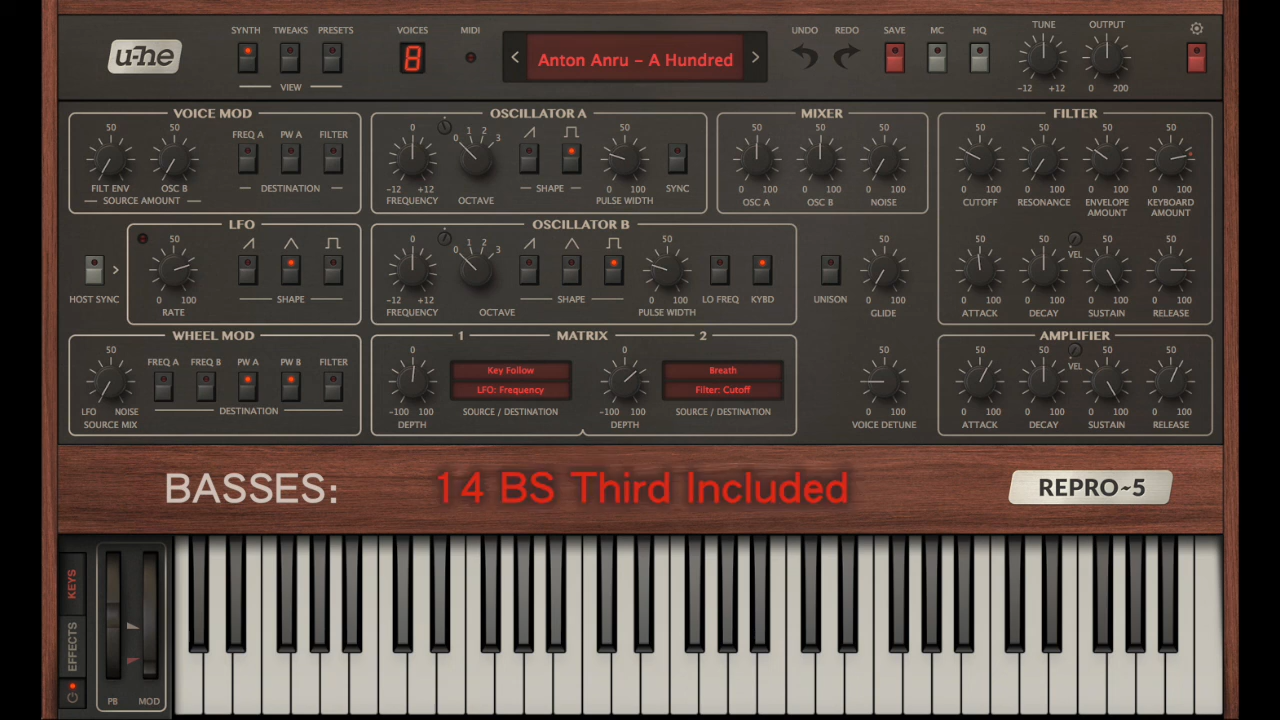 u-he
SYNTH TWEAKS PRESETS
VIEW
VOICES
8
MIDI
< Anton Anru – A Hundred >
UNDO REDO SAVE MC HQ
TUNE
-12 +12
OUTPUT
0 200
VOICE MOD
50 50
FREQ A PW A FILTER
FILT ENV OSC B
DESTINATION
SOURCE AMOUNT
OSCILLATOR A
0 0 1 2 3 50
-12 +12 0 100
FREQUENCY OCTAVE SHAPE PULSE WIDTH SYNC
MIXER
50 50 50
0 100 0 100 0 100
OSC A OSC B NOISE
FILTER
50 50 50 50
0 100 0 100 0 100 0 100
CUTOFF RESONANCE ENVELOPE AMOUNT KEYBOARD AMOUNT
50 50 VEL 50 50
0 100 0 100 0 100 0 100
ATTACK DECAY SUSTAIN RELEASE
HOST SYNC >
LFO
50
0 100
RATE SHAPE
OSCILLATOR B
0 0 1 2 3 50
-12 +12 0 100
FREQUENCY OCTAVE SHAPE PULSE WIDTH LO FREQ KYBD
UNISON
50
0 100
GLIDE
WHEEL MOD
50
FREQ A FREQ B PW A PW B FILTER
LFO NOISE
SOURCE MIX
DESTINATION
1 MATRIX 2
0
-100 100
DEPTH
Key Follow
LFO: Frequency
SOURCE / DESTINATION
0
-100 100
DEPTH
Breath
Filter: Cutoff
SOURCE / DESTINATION
50
0 100
VOICE DETUNE
AMPLIFIER
50 50 VEL 50 50
0 100 0 100 0 100 0 100
ATTACK DECAY SUSTAIN RELEASE
BASSES: 14 BS Third Included
REPRO~5
KEYS
EFFECTS
PB MOD